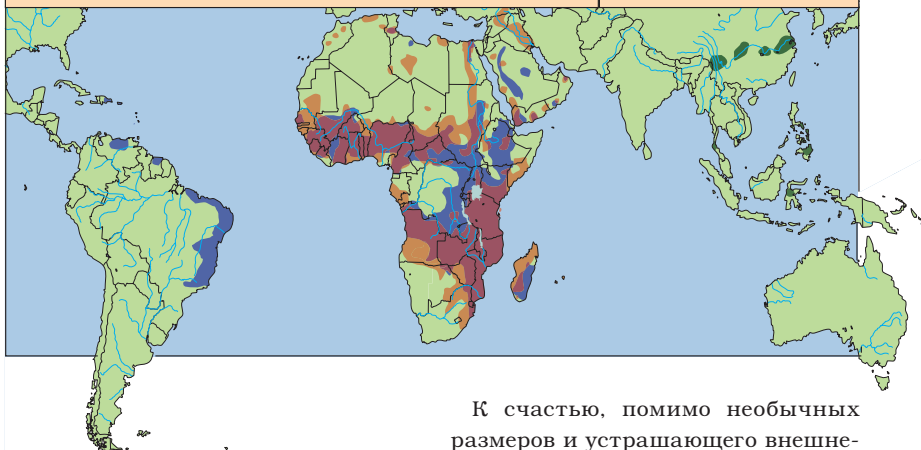 К счастью, помимо необычных
размеров и устрашающего внешне-